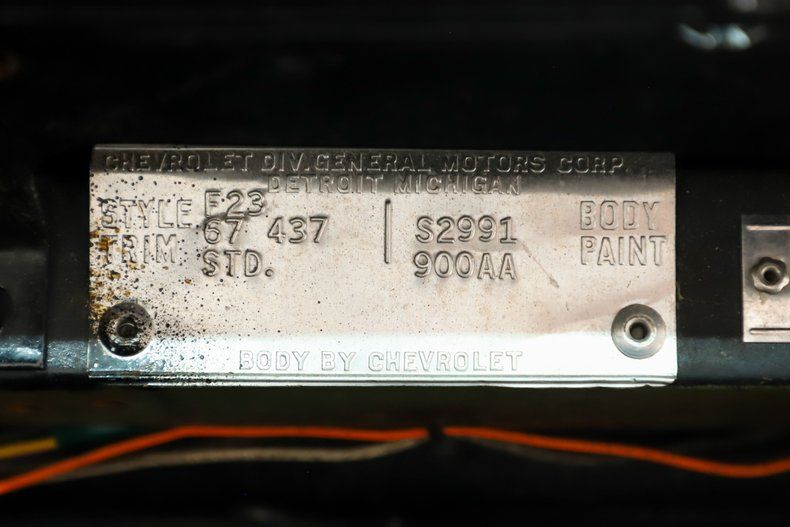 CHEVROLET DIV. GENERAL MOTORS CORP.
DETROIT MICHIGAN
F23
STYLE 67 437 S2991 BODY
TRIM STD. 900AA PAINT
BODY BY CHEVROLET